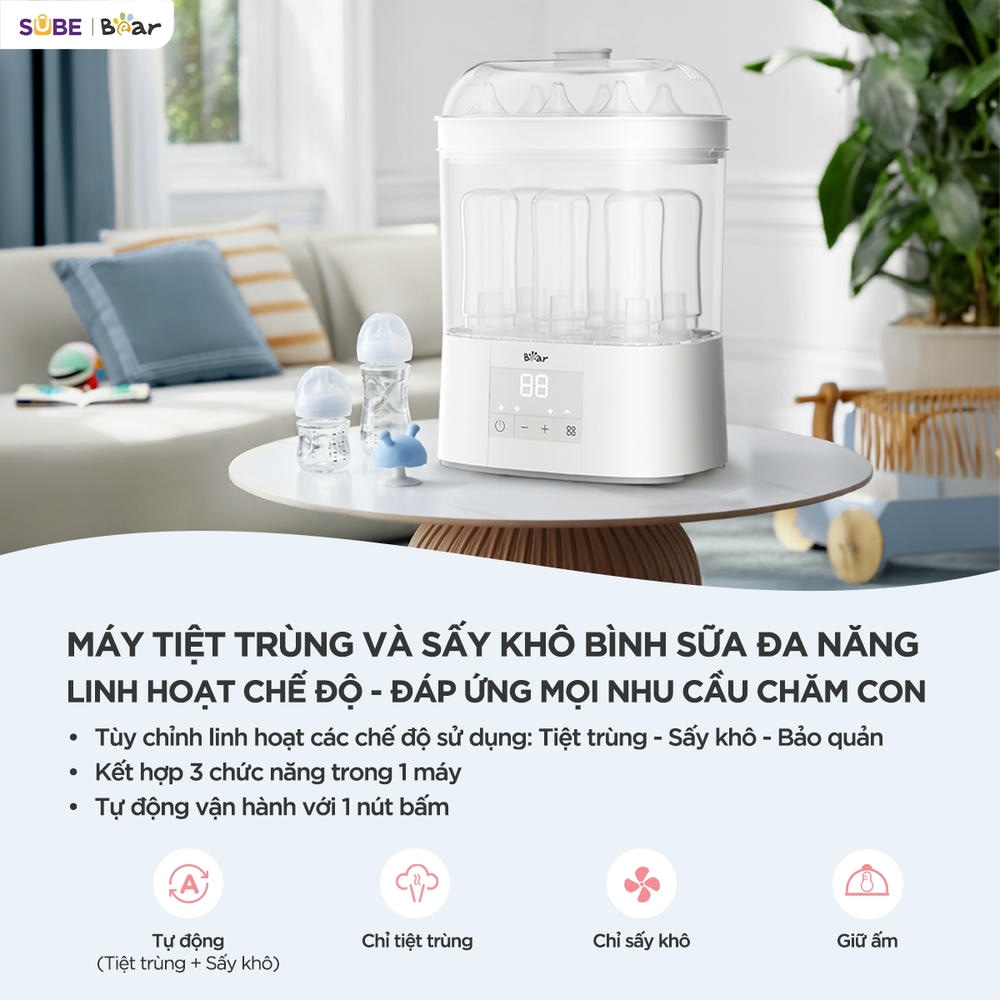 SUBE | Bear
Bear
88
MÁY TIỆT TRÙNG VÀ SẤY KHÔ BÌNH SỮA ĐA NĂNG
LINH HOẠT CHẾ ĐỘ - ĐÁP ỨNG MỌI NHU CẦU CHĂM CON
• Tùy chỉnh linh hoạt các chế độ sử dụng: Tiệt trùng - Sấy khô - Bảo quản
• Kết hợp 3 chức năng trong 1 máy
• Tự động vận hành với 1 nút bấm
A
Tự động
(Tiệt trùng + Sấy khô)
Chỉ tiệt trùng
Chỉ sấy khô
Giữ ấm